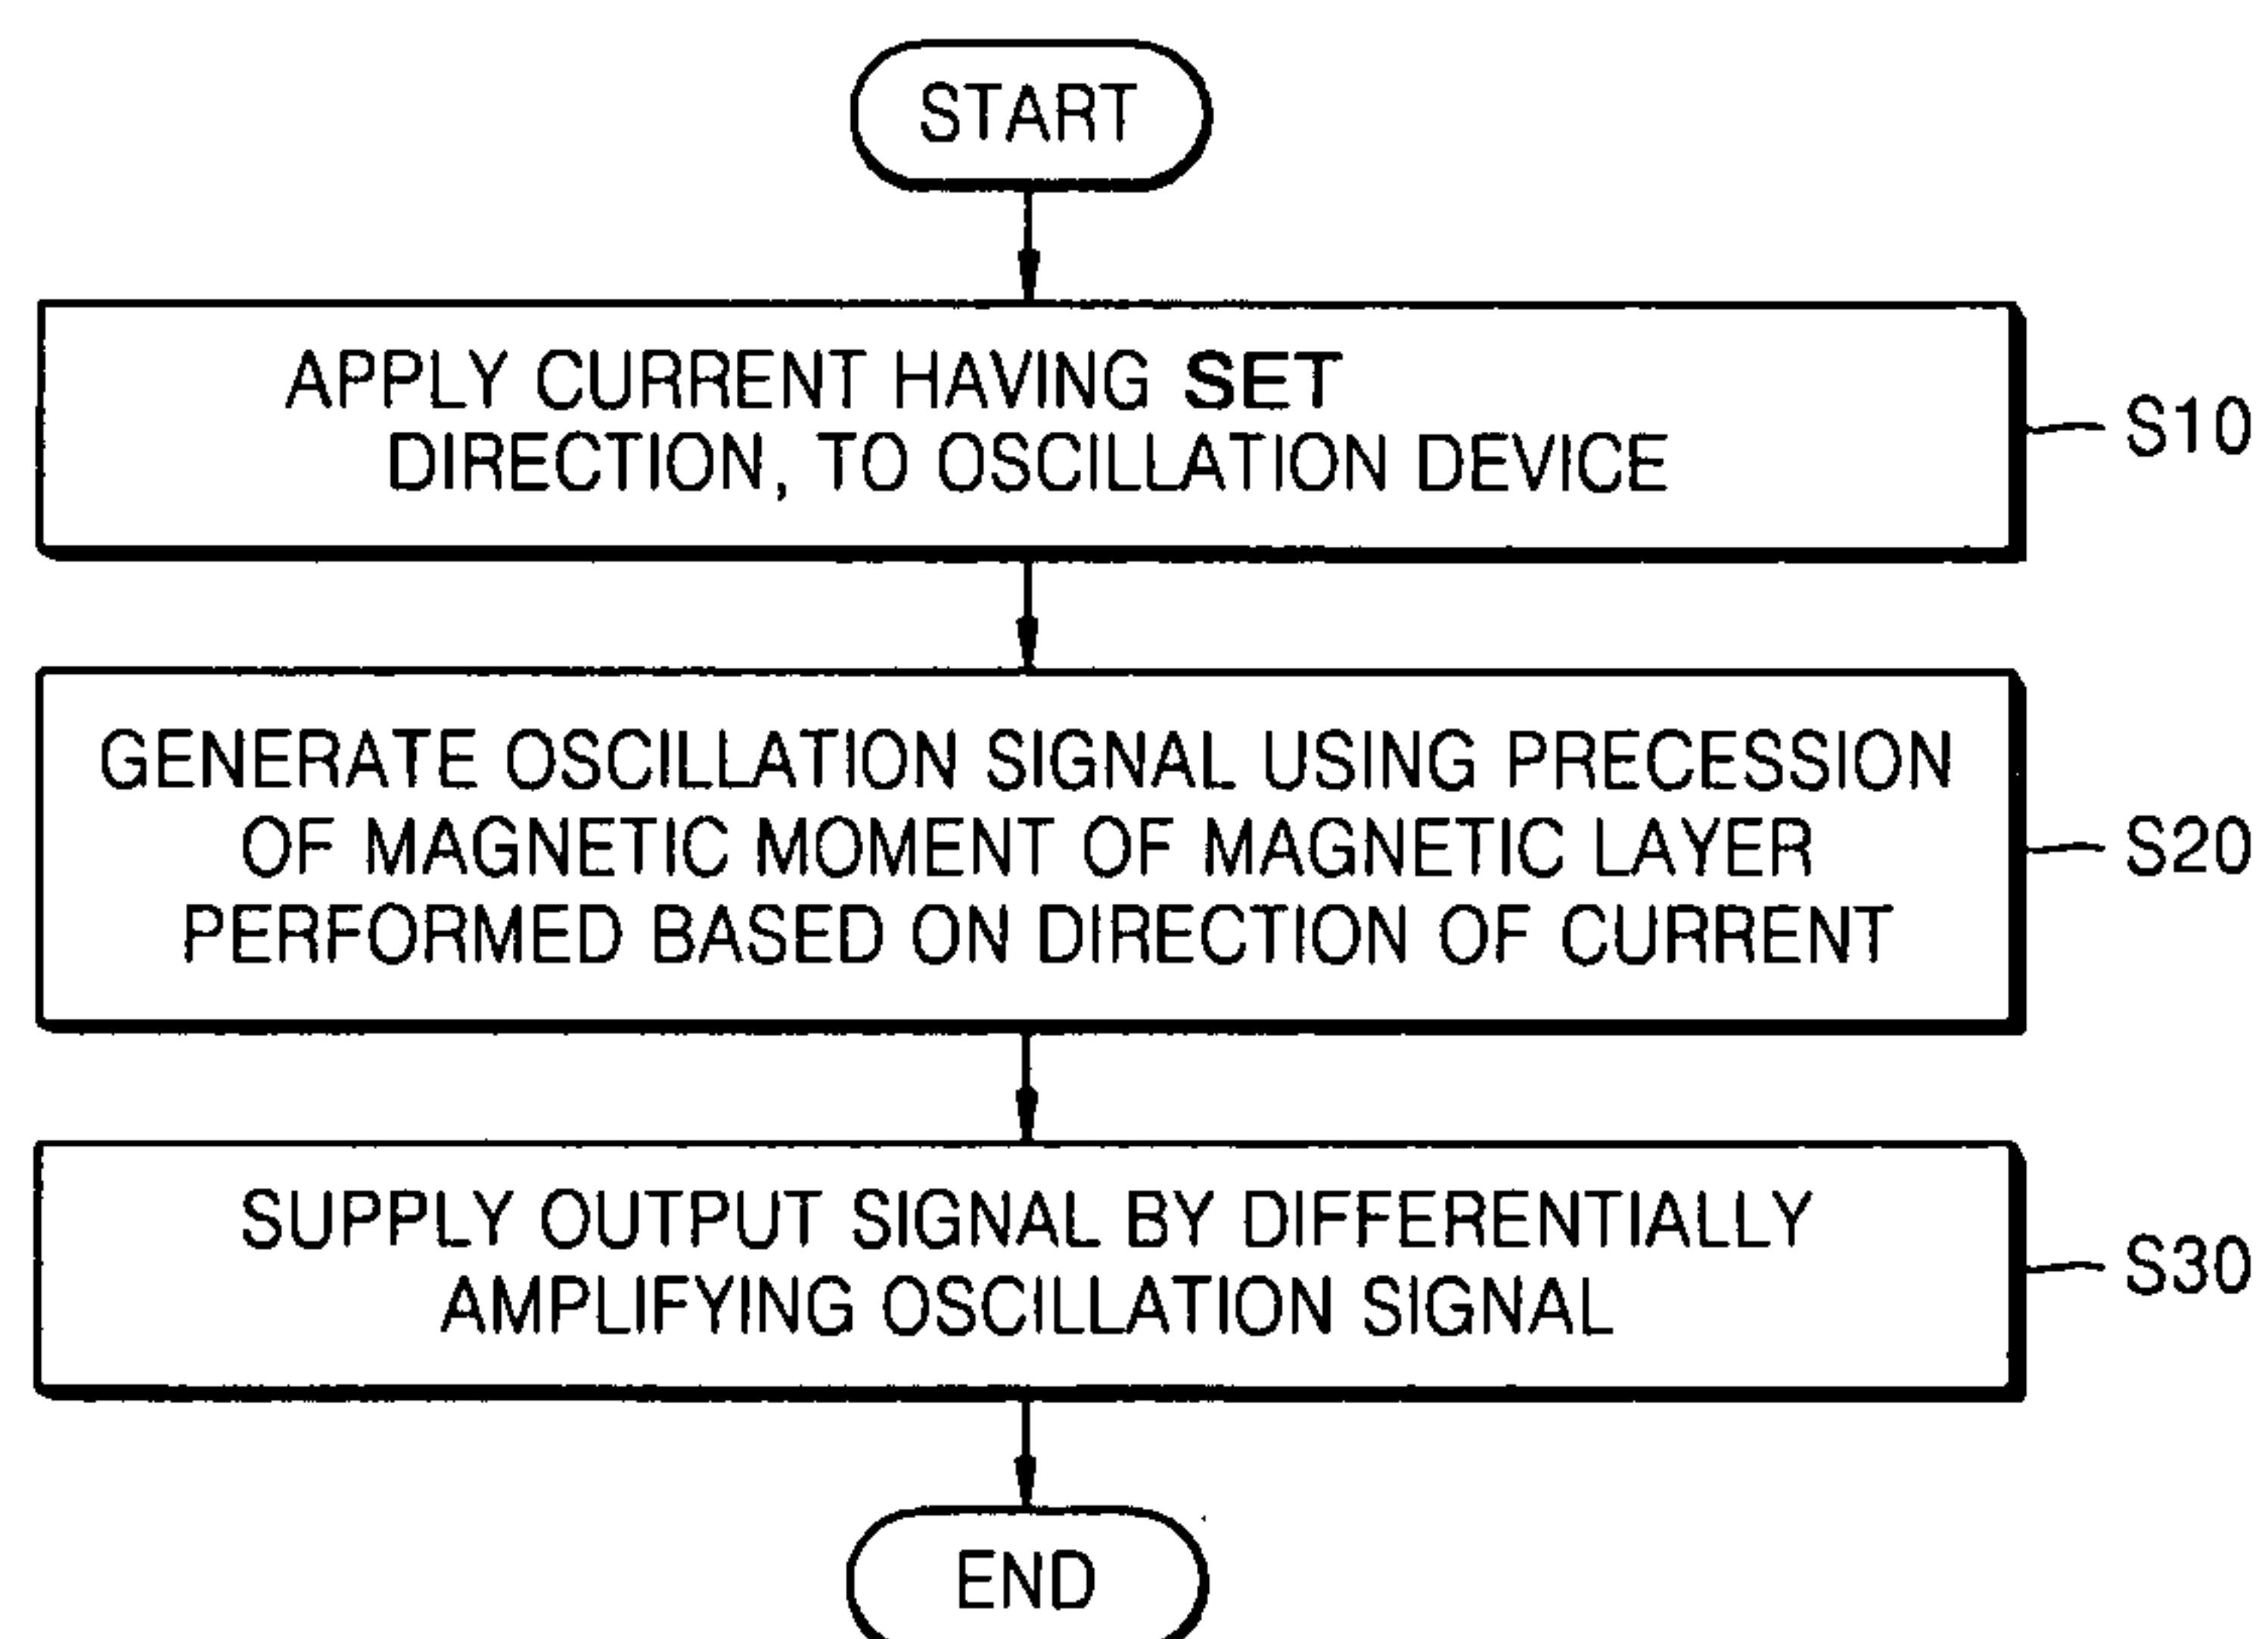 START
APPLY CURRENT HAVING SET
DIRECTION, TO OSCILLATION DEVICE
S10
GENERATE OSCILLATION SIGNAL USING PRECESSION
OF MAGNETIC MOMENT OF MAGNETIC LAYER
PERFORMED BASED ON DIRECTION OF CURRENT
S20
SUPPLY OUTPUT SIGNAL BY DIFFERENTIALLY
AMPLIFYING OSCILLATION SIGNAL
S30
END